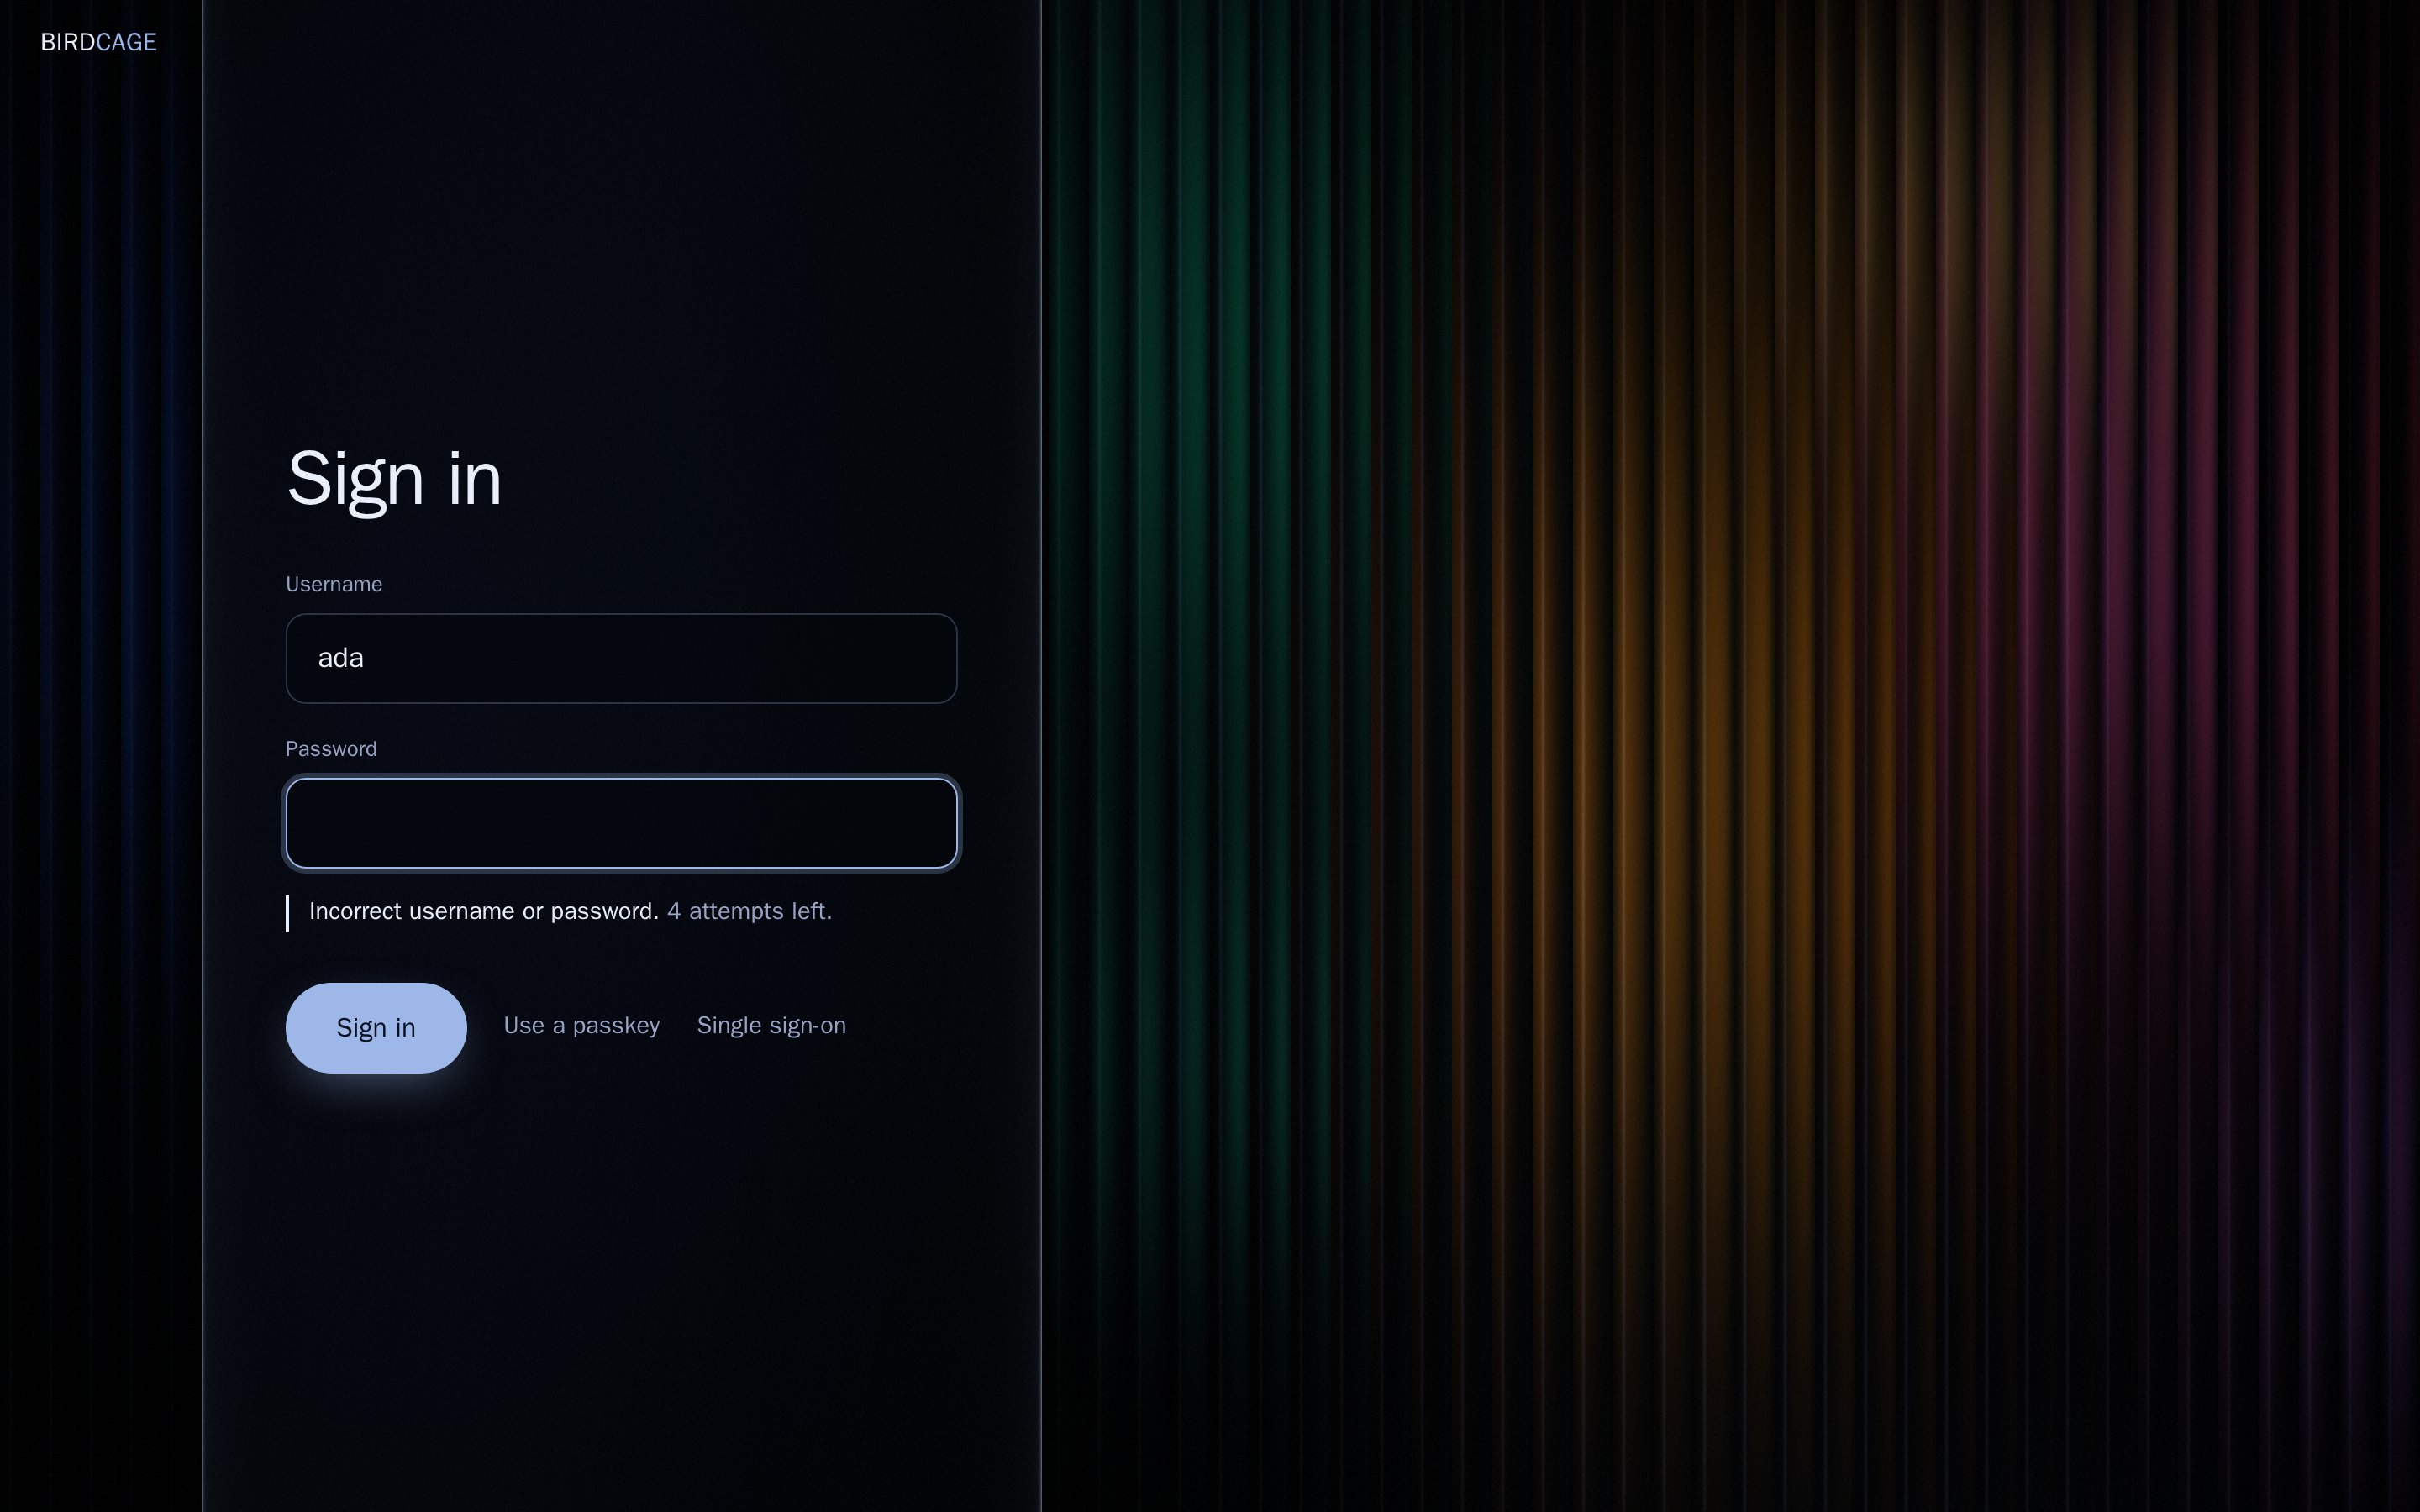 BIRDCAGE
Sign in
Username
ada
Password
Incorrect username or password. 4 attempts left.
Sign in Use a passkey Single sign-on